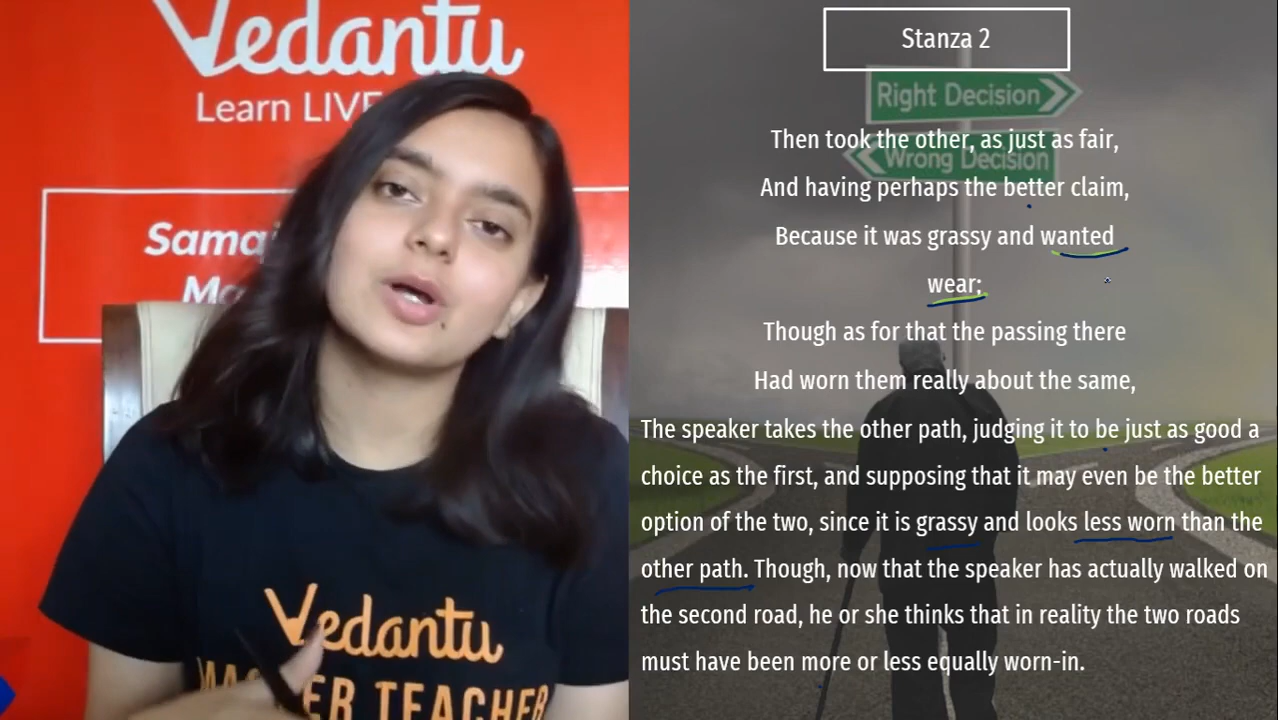 Vedantu
Learn LIVE
Stanza 2
Right Decision
Wrong Decision
Then took the other, as just as fair,
And having perhaps the better claim,
Because it was grassy and wanted
wear;
Though as for that the passing there
Had worn them really about the same,
The speaker takes the other path, judging it to be just as good a
choice as the first, and supposing that it may even be the better
option of the two, since it is grassy and looks less worn than the
other path. Though, now that the speaker has actually walked on
the second road, he or she thinks that in reality the two roads
must have been more or less equally worn-in.
Vedantu
MASTER TEACHER